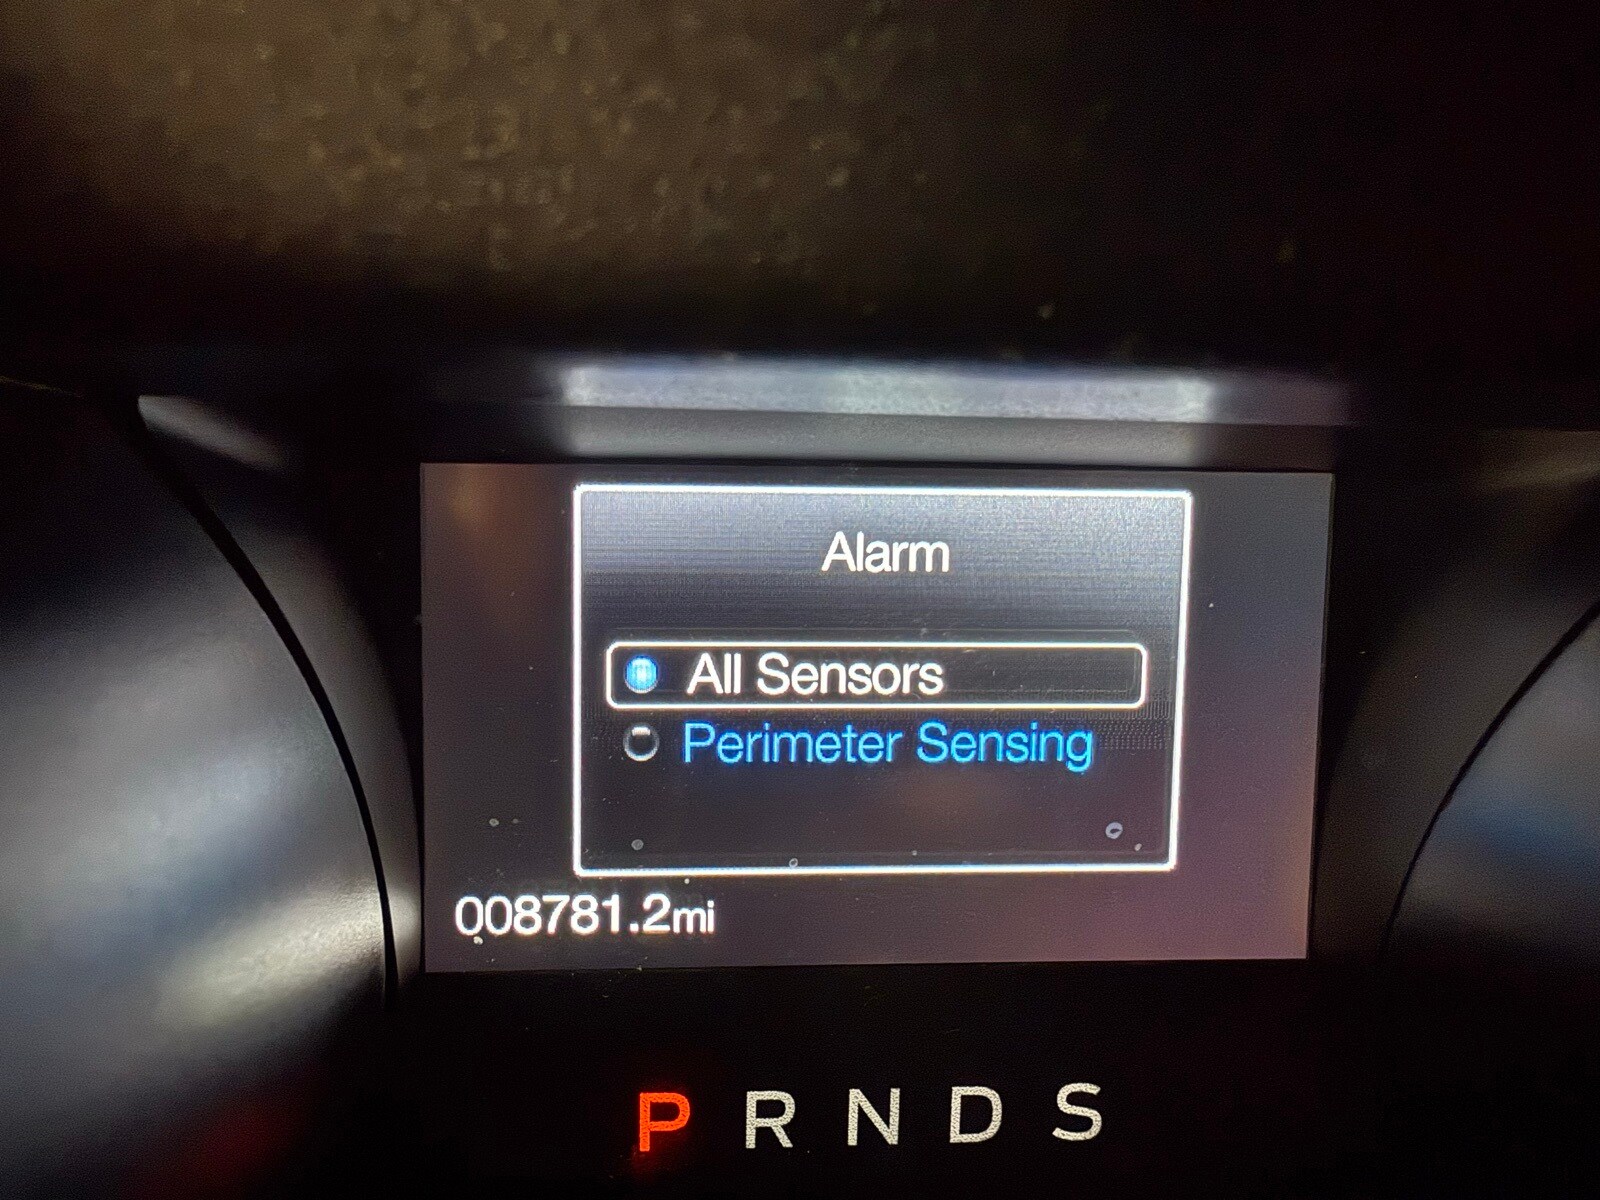 Alarm
All Sensors
Perimeter Sensing
008781.2mi
P R N D S